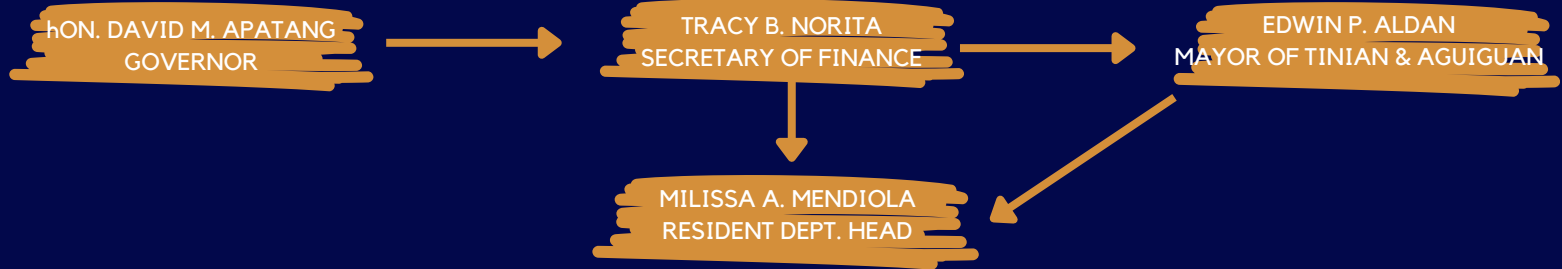 hON. DAVID M. APATANG
GOVERNOR
TRACY B. NORITA
SECRETARY OF FINANCE
EDWIN P. ALDAN
MAYOR OF TINIAN & AGUIGUAN
MILISSA A. MENDIOLA
RESIDENT DEPT. HEAD